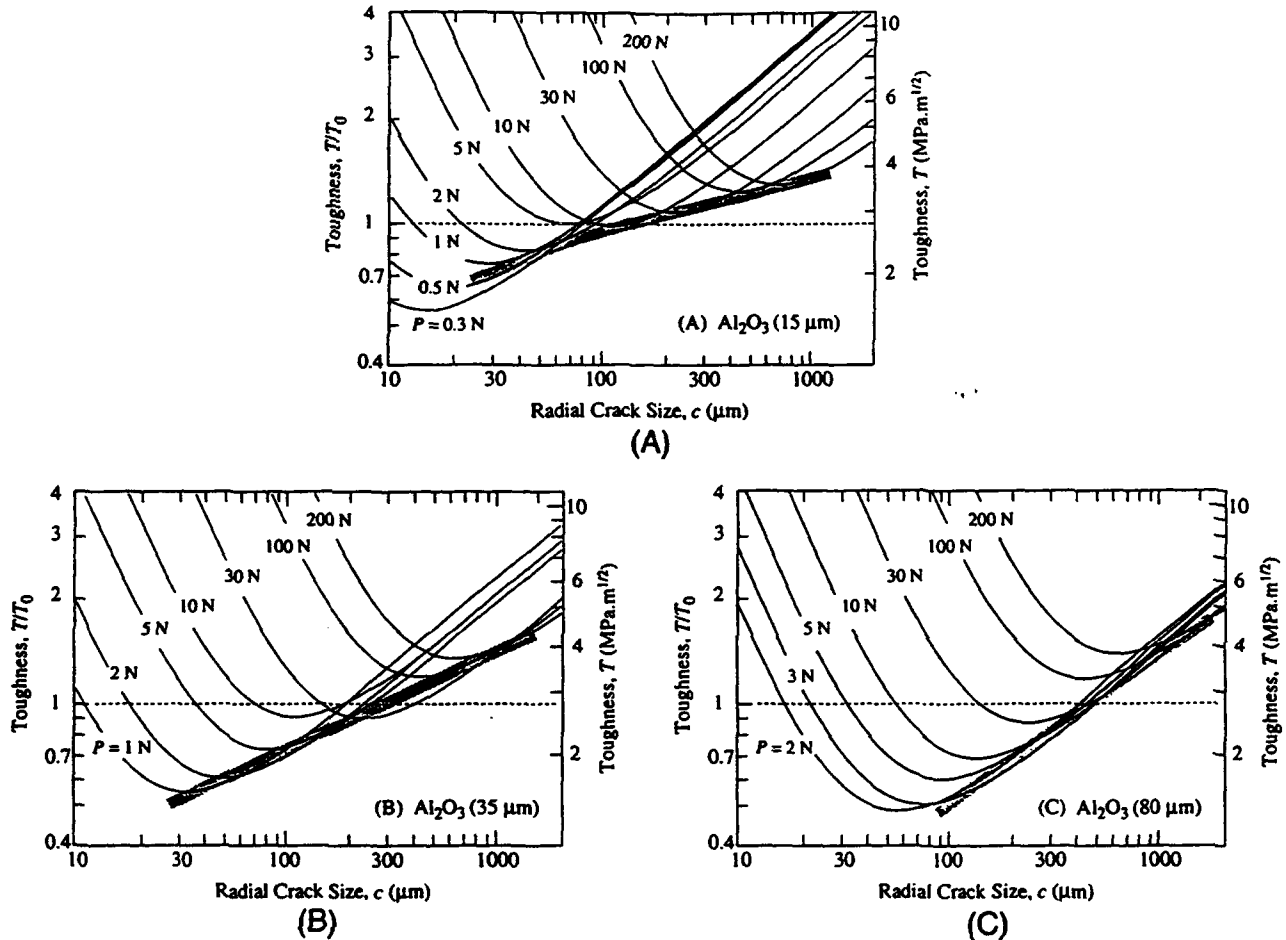 4
3
2
1
0.7
0.4
Toughness, T/T₀
200 N
100 N
30 N
10 N
5 N
2 N
1 N
0.5 N
P = 0.3 N
(A) Al₂O₃ (15 μm)
10
6
4
2
Toughness, T (MPa.m^1/2)
10
30
100
300
1000
Radial Crack Size, c (μm)
(A)
4
3
2
1
0.7
0.4
Toughness, T/T₀
200 N
100 N
30 N
10 N
5 N
2 N
P = 1 N
(B) Al₂O₃ (35 μm)
10
6
4
2
Toughness, T (MPa.m^1/2)
10
30
100
300
1000
Radial Crack Size, c (μm)
(B)
4
3
2
1
0.7
0.4
Toughness, T/T₀
200 N
100 N
30 N
10 N
5 N
3 N
P = 2 N
(C) Al₂O₃ (80 μm)
10
6
4
2
Toughness, T (MPa.m^1/2)
10
30
100
300
1000
Radial Crack Size, c (μm)
(C)